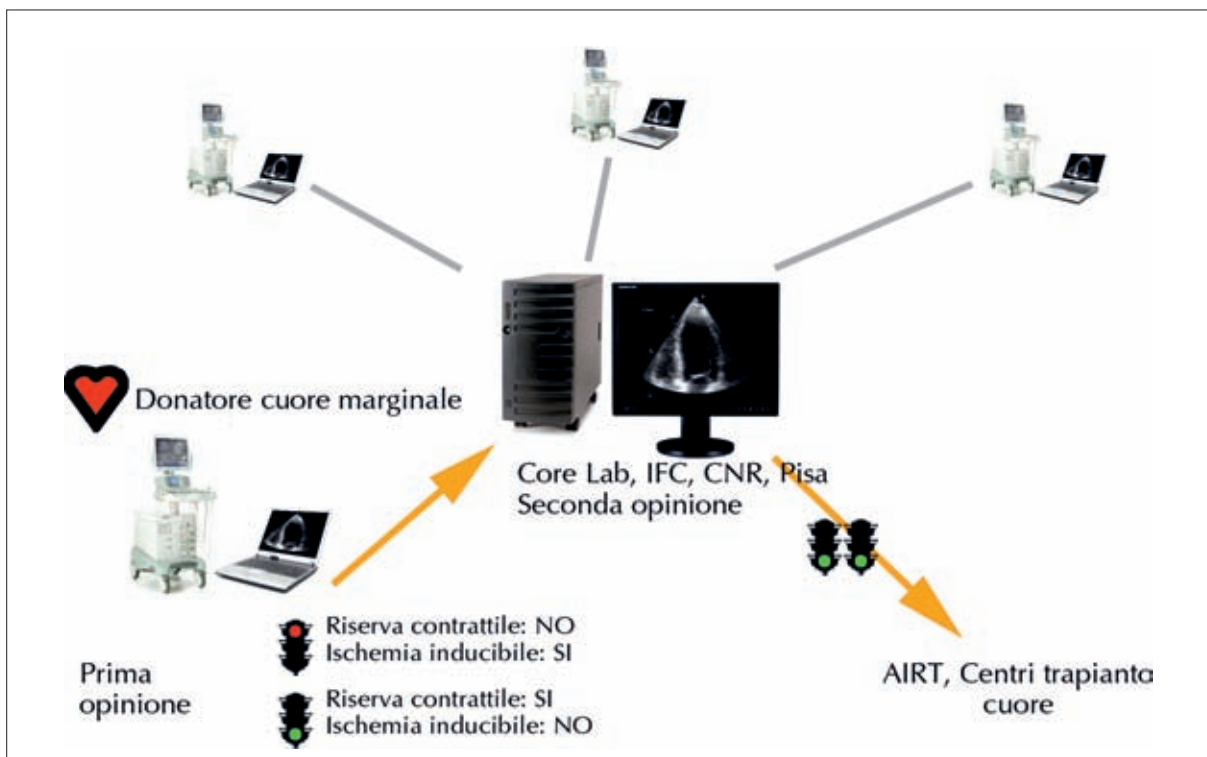 Donatore cuore marginale
Core Lab, IFC, CNR, Pisa
Seconda opinione
Prima
opinione
Riserva contrattile: NO
Ischemia inducibile: SI
Riserva contrattile: SI
Ischemia inducibile: NO
AIRT, Centri trapianto
cuore